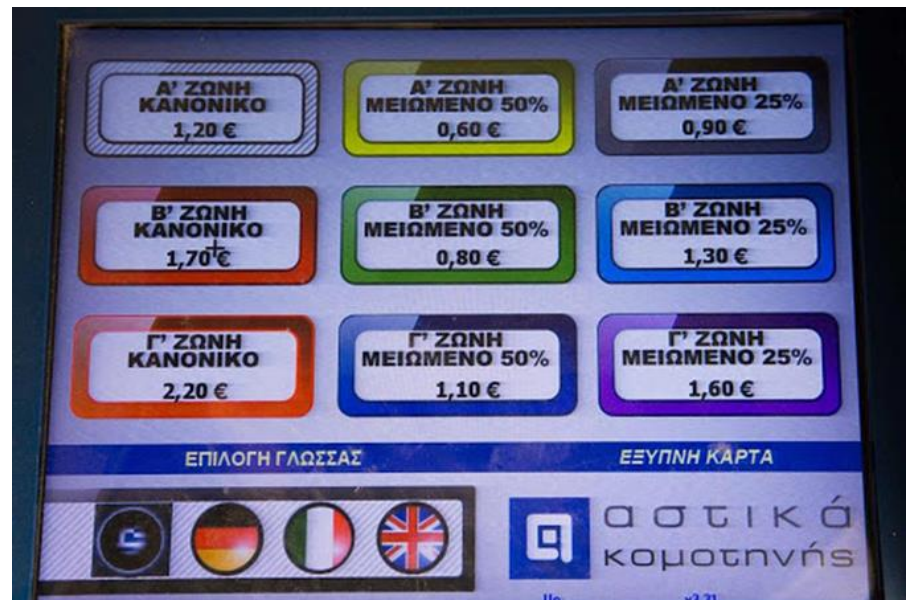 Α' ΖΩΝΗ
ΚΑΝΟΝΙΚΟ
1,20 €
Α' ΖΩΝΗ
ΜΕΙΩΜΕΝΟ 50%
0,60 €
Α' ΖΩΝΗ
ΜΕΙΩΜΕΝΟ 25%
0,90 €
Β' ΖΩΝΗ
ΚΑΝΟΝΙΚΟ
1,70 €
Β' ΖΩΝΗ
ΜΕΙΩΜΕΝΟ 50%
0,80 €
Β' ΖΩΝΗ
ΜΕΙΩΜΕΝΟ 25%
1,30 €
Γ' ΖΩΝΗ
ΚΑΝΟΝΙΚΟ
2,20 €
Γ' ΖΩΝΗ
ΜΕΙΩΜΕΝΟ 50%
1,10 €
Γ' ΖΩΝΗ
ΜΕΙΩΜΕΝΟ 25%
1,60 €
ΕΠΙΛΟΓΗ ΓΛΩΣΣΑΣ
ΕΞΥΠΝΗ ΚΑΡΤΑ
αστικά
κομοτηνής